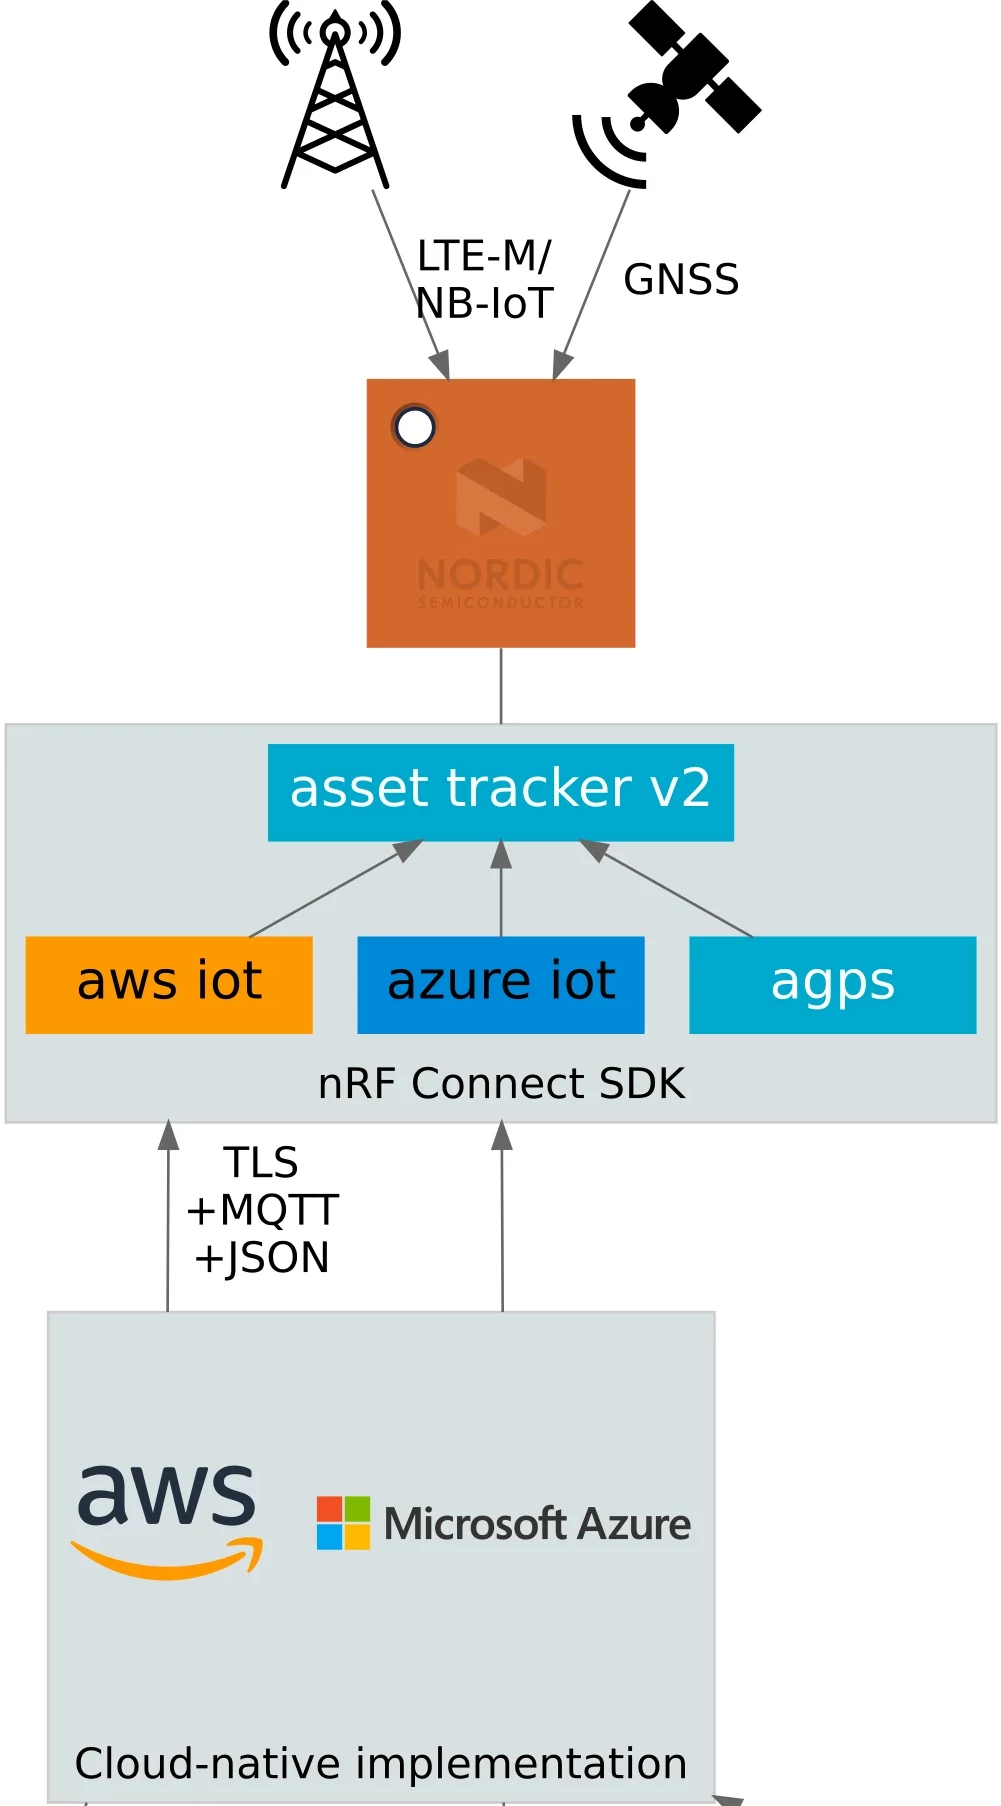 LTE-M/
NB-IoT
GNSS
NORDIC
SEMICONDUCTOR
asset tracker v2
aws iot
azure iot
agps
nRF Connect SDK
TLS
+MQTT
+JSON
aws
Microsoft Azure
Cloud-native implementation